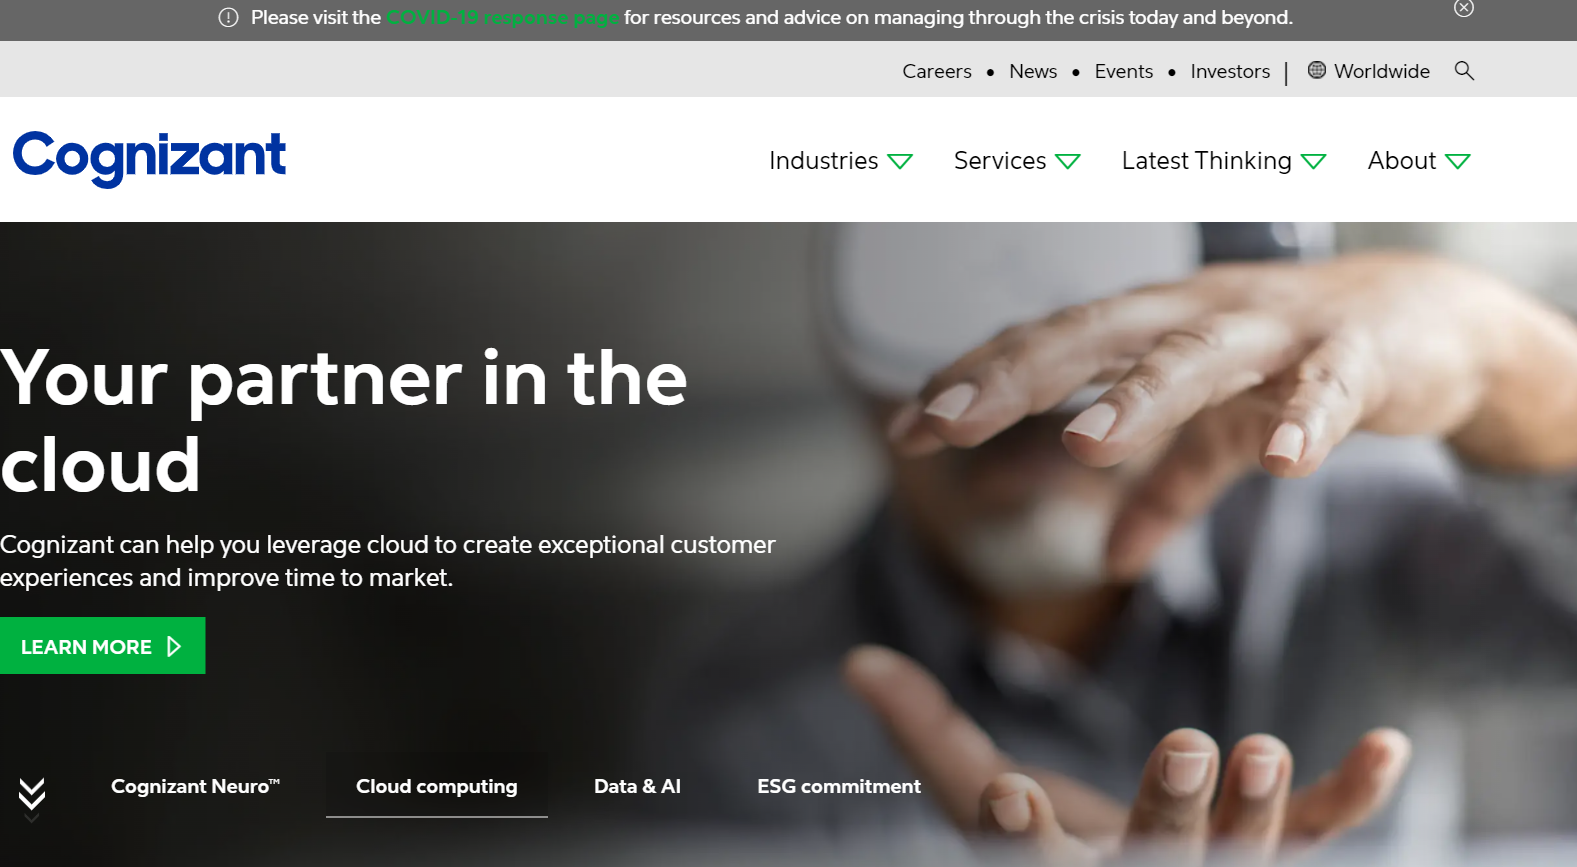 Please visit the COVID-19 response page for resources and advice on managing through the crisis today and beyond.
Careers • News • Events • Investors | Worldwide
Cognizant
Industries Services Latest Thinking About
Your partner in the
cloud
Cognizant can help you leverage cloud to create exceptional customer
experiences and improve time to market.
LEARN MORE
Cognizant Neuro™ Cloud computing Data & AI ESG commitment